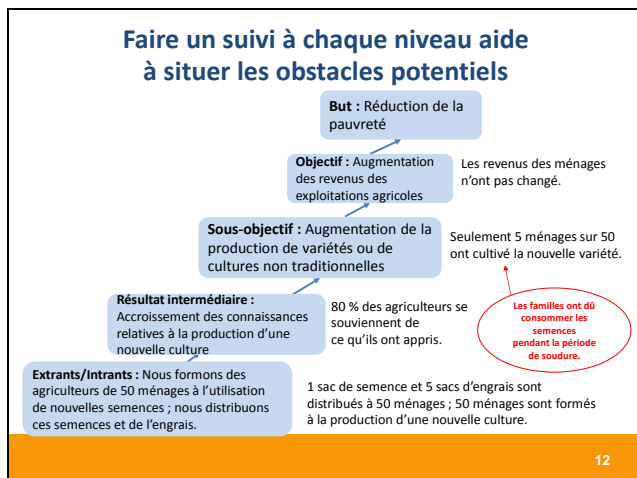 Faire un suivi à chaque niveau aide
à situer les obstacles potentiels
But : Réduction de la
pauvreté
Objectif : Augmentation
des revenus des
exploitations agricoles
Les revenus des ménages
n'ont pas changé.
Sous-objectif : Augmentation de la
production de variétés ou de
cultures non traditionnelles
Seulement 5 ménages sur 50
ont cultivé la nouvelle variété.
Résultat intermédiaire :
Accroissement des connaissances
relatives à la production d'une
nouvelle culture
80 % des agriculteurs se
souviennent de
ce qu'ils ont appris.
Les familles ont dû
consommer les
semences
pendant la période
de soudure.
Extrants/Intrants : Nous formons des
agriculteurs de 50 ménages à l'utilisation
de nouvelles semences ; nous distribuons
ces semences et de l'engrais.
1 sac de semence et 5 sacs d'engrais sont
distribués à 50 ménages ; 50 ménages sont formés
à la production d'une nouvelle culture.
12